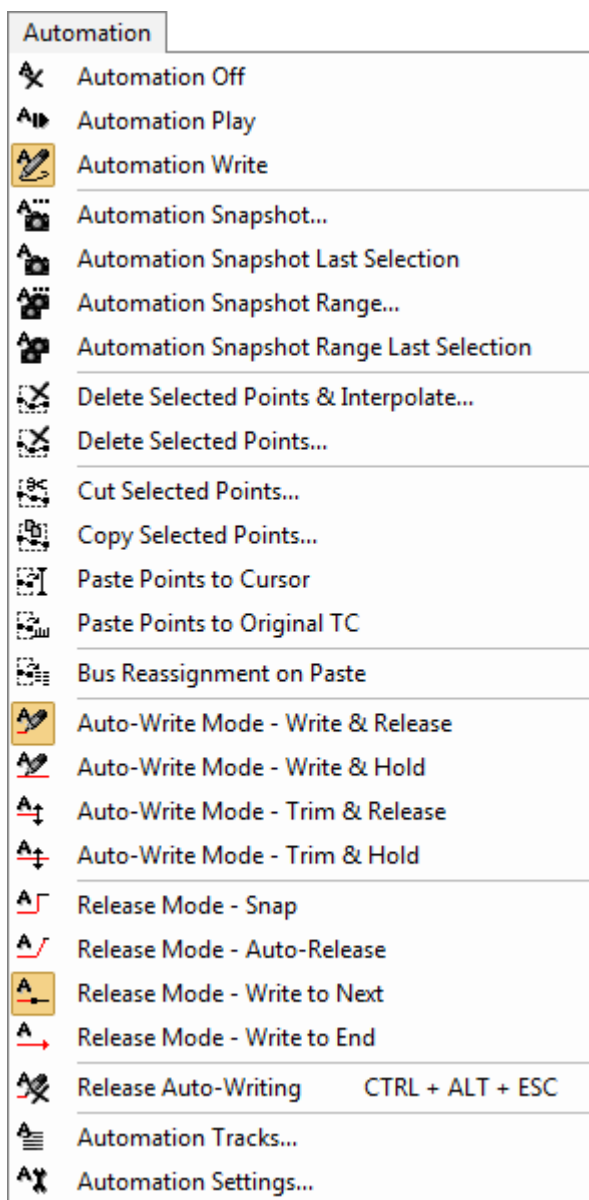 Automation
Automation Off
Automation Play
Automation Write
Automation Snapshot...
Automation Snapshot Last Selection
Automation Snapshot Range...
Automation Snapshot Range Last Selection
Delete Selected Points & Interpolate...
Delete Selected Points...
Cut Selected Points...
Copy Selected Points...
Paste Points to Cursor
Paste Points to Original TC
Bus Reassignment on Paste
Auto-Write Mode - Write & Release
Auto-Write Mode - Write & Hold
Auto-Write Mode - Trim & Release
Auto-Write Mode - Trim & Hold
Release Mode - Snap
Release Mode - Auto-Release
Release Mode - Write to Next
Release Mode - Write to End
Release Auto-Writing CTRL + ALT + ESC
Automation Tracks...
Automation Settings...